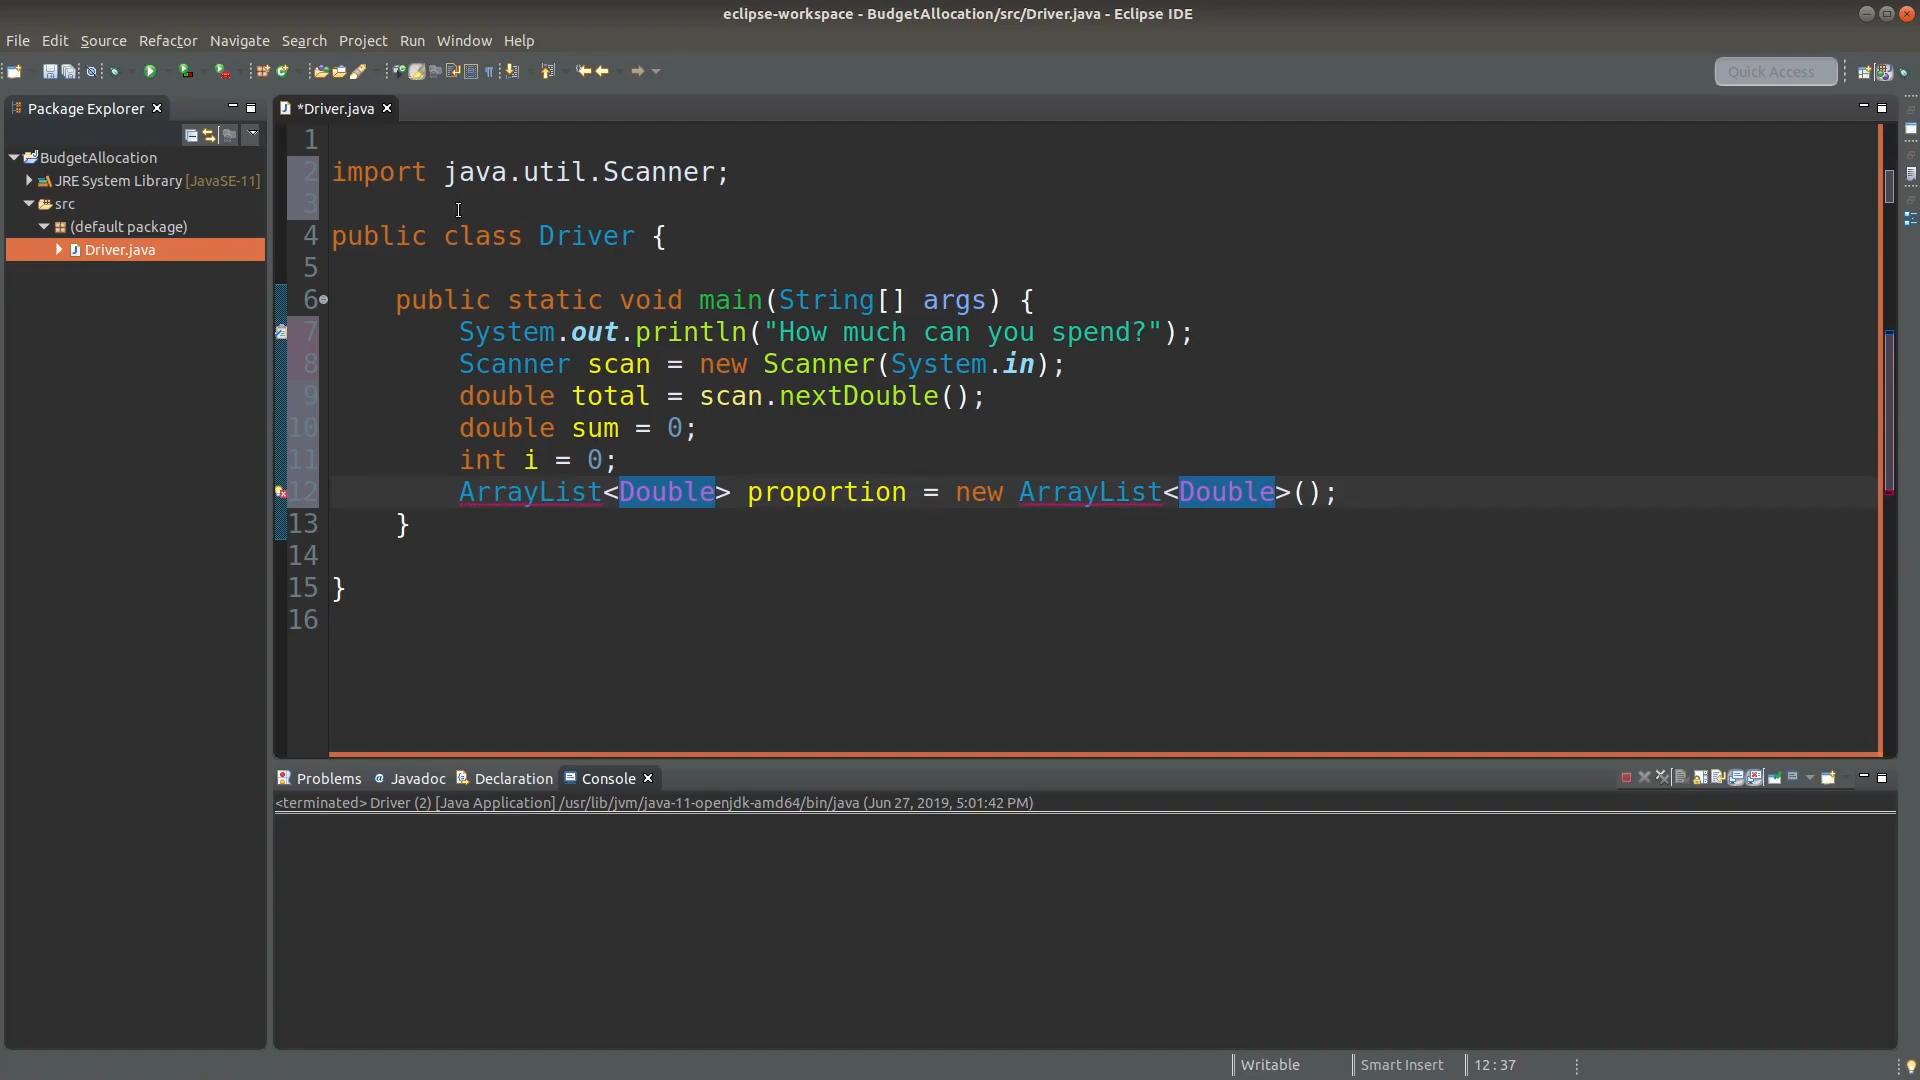 eclipse-workspace - BudgetAllocation/src/Driver.java - Eclipse IDE
File Edit Source Refactor Navigate Search Project Run Window Help
Quick Access
Package Explorer
*Driver.java
BudgetAllocation
JRE System Library [JavaSE-11]
src
(default package)
Driver.java
1
2 import java.util.Scanner;
3
4 public class Driver {
5
6 public static void main(String[] args) {
7 System.out.println("How much can you spend?");
8 Scanner scan = new Scanner(System.in);
9 double total = scan.nextDouble();
10 double sum = 0;
11 int i = 0;
12 ArrayList<Double> proportion = new ArrayList<Double>();
13 }
14
15 }
16
Problems Javadoc Declaration Console
<terminated> Driver (2) [Java Application] /usr/lib/jvm/java-11-openjdk-amd64/bin/java (Jun 27, 2019, 5:01:42 PM)
Writable Smart Insert 12 : 37